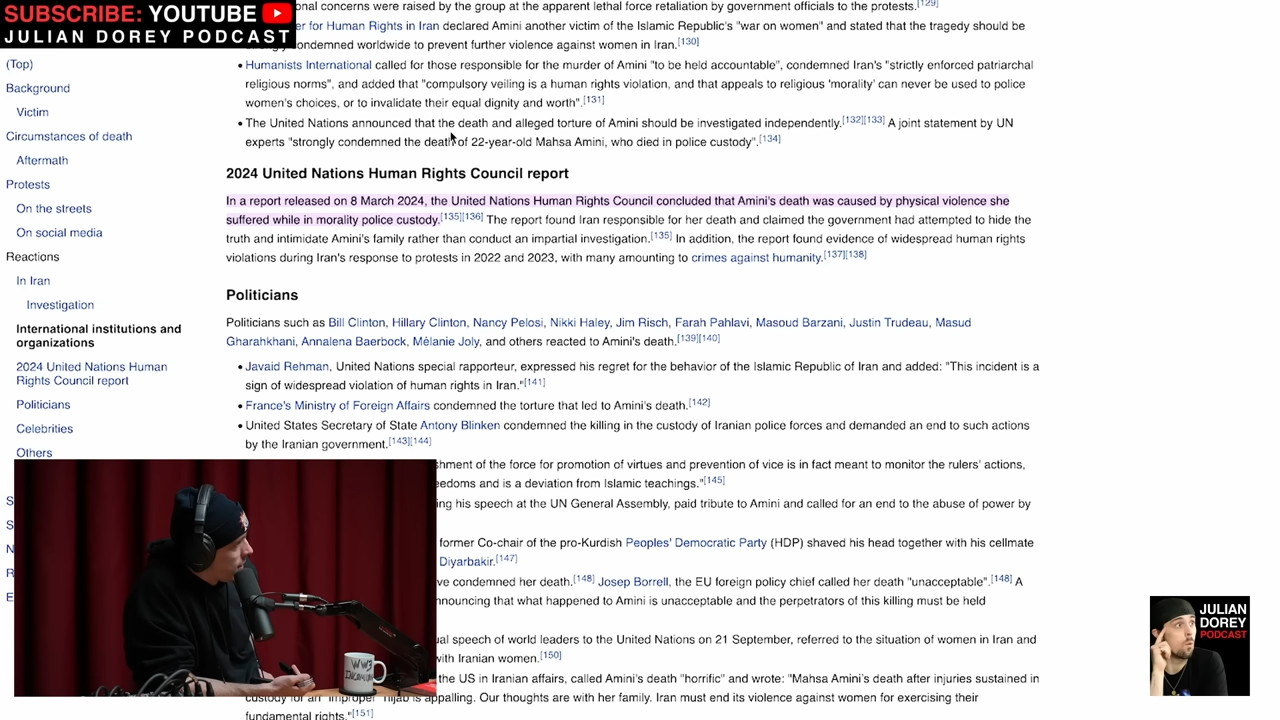 SUBSCRIBE: YOUTUBE
JULIAN DOREY PODCAST
(Top)
Background
Victim
Circumstances of death
Aftermath
Protests
On the streets
On social media
Reactions
In Iran
Investigation
International institutions and
organizations
2024 United Nations Human
Rights Council report
Politicians
Celebrities
Others
S
S
N
R
E
onal concerns were raised by the group at the apparent lethal force retaliation by government officials to the protests.[129]
er for Human Rights in Iran declared Amini another victim of the Islamic Republic's "war on women" and stated that the tragedy should be
condemned worldwide to prevent further violence against women in Iran.[130]
• Humanists International called for those responsible for the murder of Amini "to be held accountable", condemned Iran's "strictly enforced patriarchal
religious norms", and added that "compulsory veiling is a human rights violation, and that appeals to religious 'morality' can never be used to police
women's choices, or to invalidate their equal dignity and worth".[131]
• The United Nations announced that the death and alleged torture of Amini should be investigated independently.[132][133] A joint statement by UN
experts "strongly condemned the death of 22-year-old Mahsa Amini, who died in police custody".[134]
2024 United Nations Human Rights Council report
In a report released on 8 March 2024, the United Nations Human Rights Council concluded that Amini's death was caused by physical violence she
suffered while in morality police custody.[135][136] The report found Iran responsible for her death and claimed the government had attempted to hide the
truth and intimidate Amini's family rather than conduct an impartial investigation.[135] In addition, the report found evidence of widespread human rights
violations during Iran's response to protests in 2022 and 2023, with many amounting to crimes against humanity.[137][138]
Politicians
Politicians such as Bill Clinton, Hillary Clinton, Nancy Pelosi, Nikki Haley, Jim Risch, Farah Pahlavi, Masoud Barzani, Justin Trudeau, Masud
Gharahkhani, Annalena Baerbock, Mélanie Joly, and others reacted to Amini's death.[139][140]
• Javaid Rehman, United Nations special rapporteur, expressed his regret for the behavior of the Islamic Republic of Iran and added: "This incident is a
sign of widespread violation of human rights in Iran."[141]
• France's Ministry of Foreign Affairs condemned the torture that led to Amini's death.[142]
• United States Secretary of State Antony Blinken condemned the killing in the custody of Iranian police forces and demanded an end to such actions
by the Iranian government.[143][144]
shment of the force for promotion of virtues and prevention of vice is in fact meant to monitor the rulers' actions,
eedoms and is a deviation from Islamic teachings."[145]
ing his speech at the UN General Assembly, paid tribute to Amini and called for an end to the abuse of power by
former Co-chair of the pro-Kurdish Peoples' Democratic Party (HDP) shaved his head together with his cellmate
Diyarbakir.[147]
ve condemned her death.[148] Josep Borrell, the EU foreign policy chief called her death "unacceptable".[148] A
nnouncing that what happened to Amini is unacceptable and the perpetrators of this killing must be held
ual speech of world leaders to the United Nations on 21 September, referred to the situation of women in Iran and
with Iranian women.[150]
the US in Iranian affairs, called Amini's death "horrific" and wrote: "Mahsa Amini's death after injuries sustained in
custody for an "improper" hijab is appalling. Our thoughts are with her family. Iran must end its violence against women for exercising their
fundamental rights."[151]
JULIAN
DOREY
PODCAST